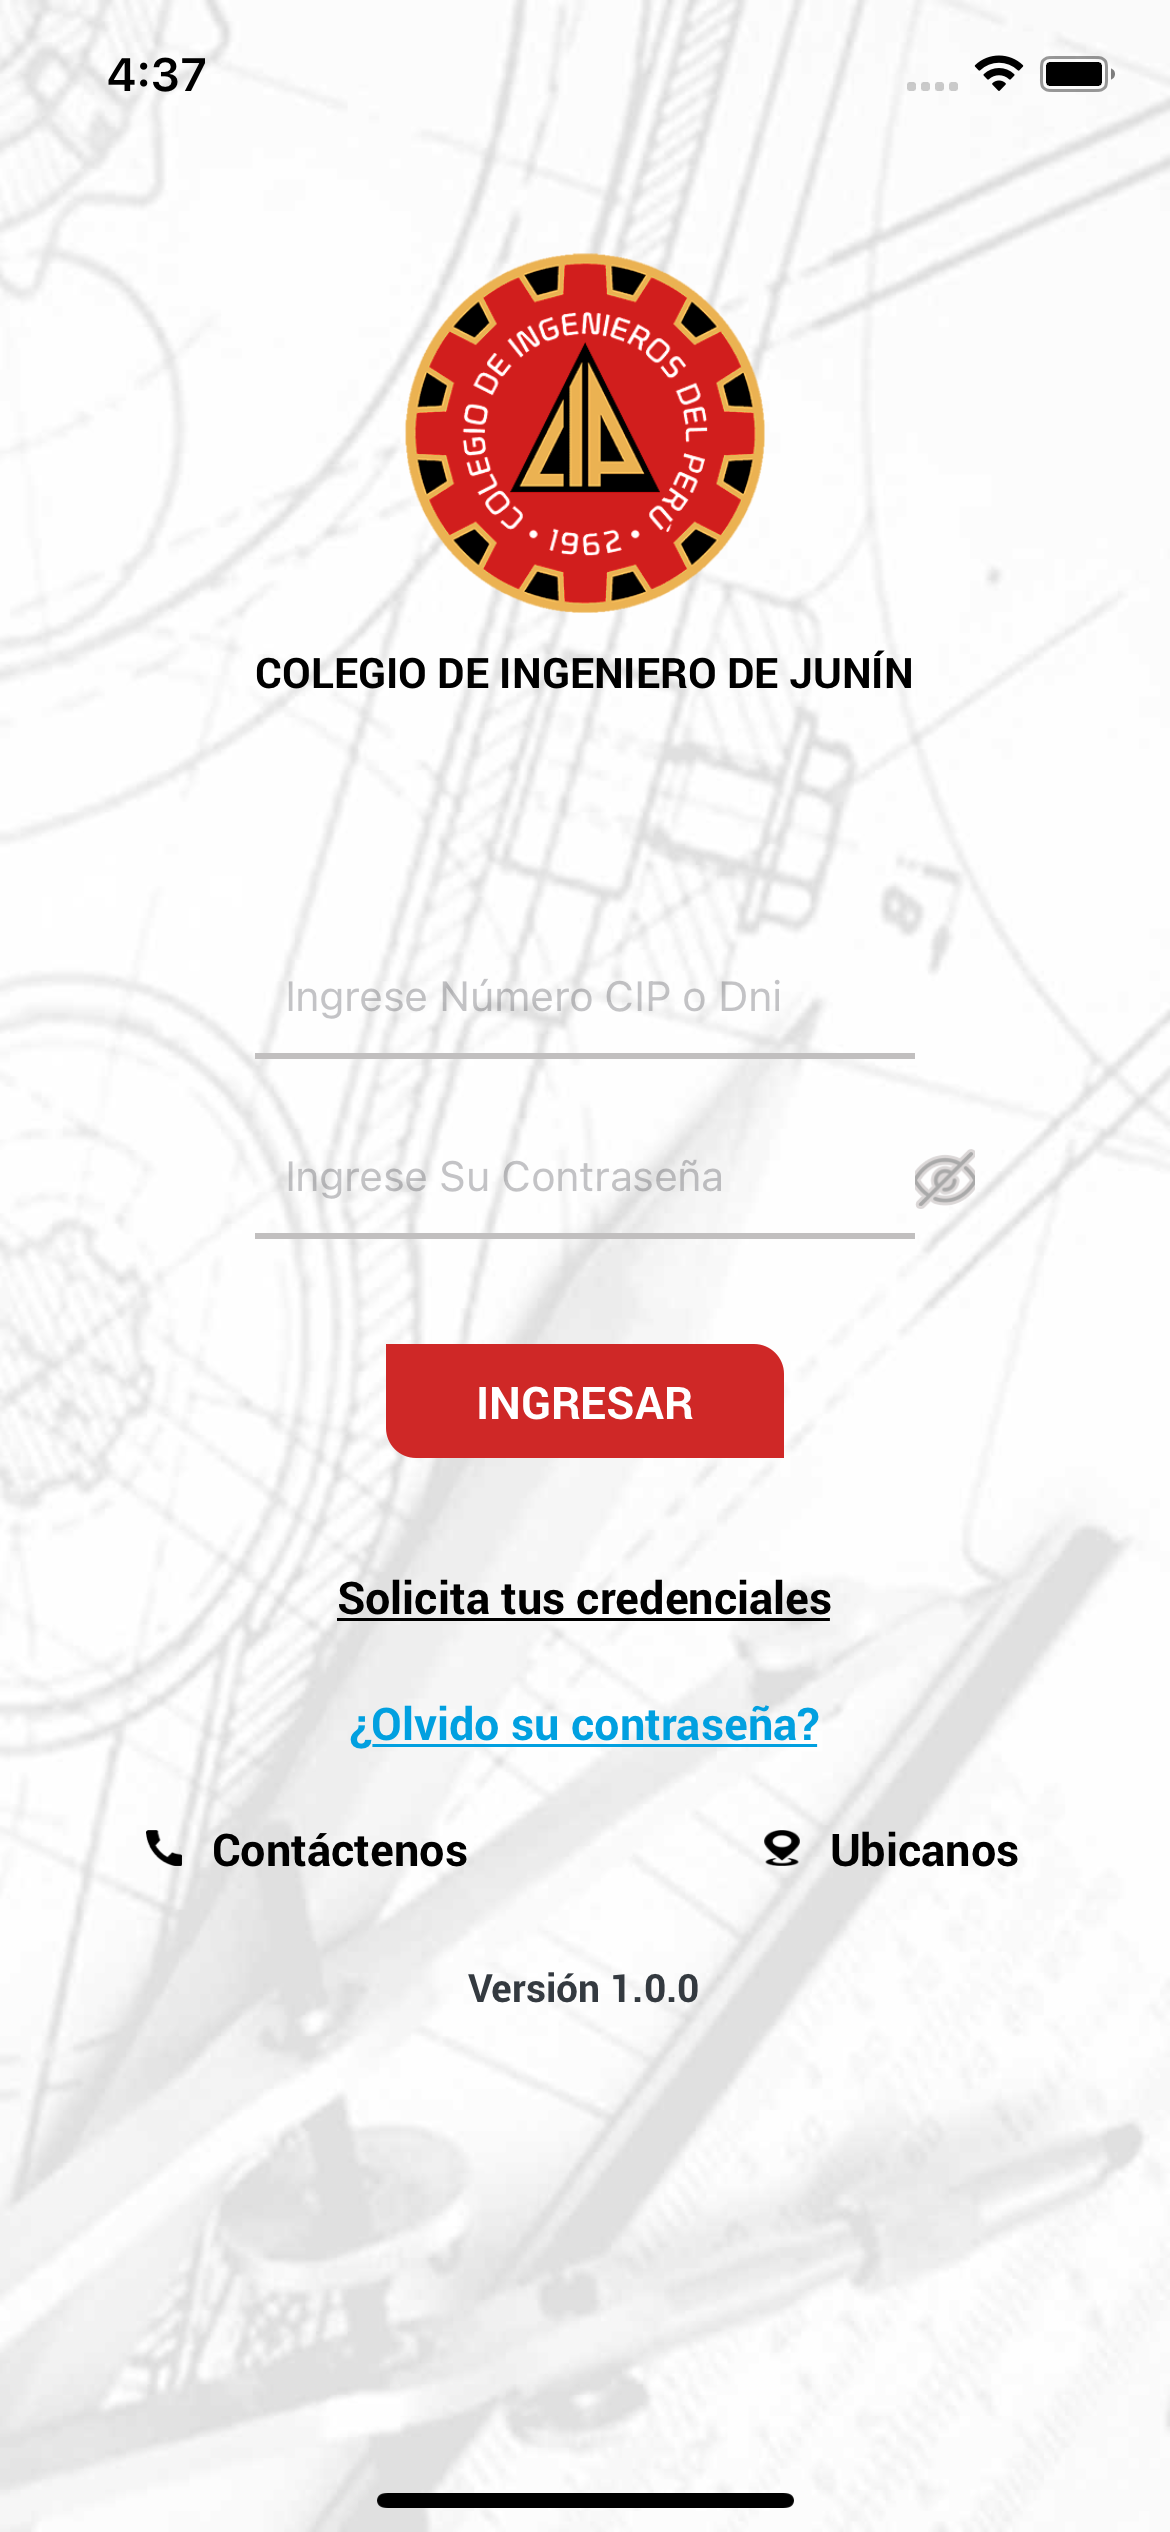 4:37
COLEGIO DE INGENIEROS DEL PERÚ
CIP
• 1962 •
COLEGIO DE INGENIERO DE JUNÍN
8
Ingrese Número CIP o Dni
Ingrese Su Contraseña
INGRESAR
Solicita tus credenciales
¿Olvido su contraseña?
Contáctenos
Ubicanos
Versión 1.0.0